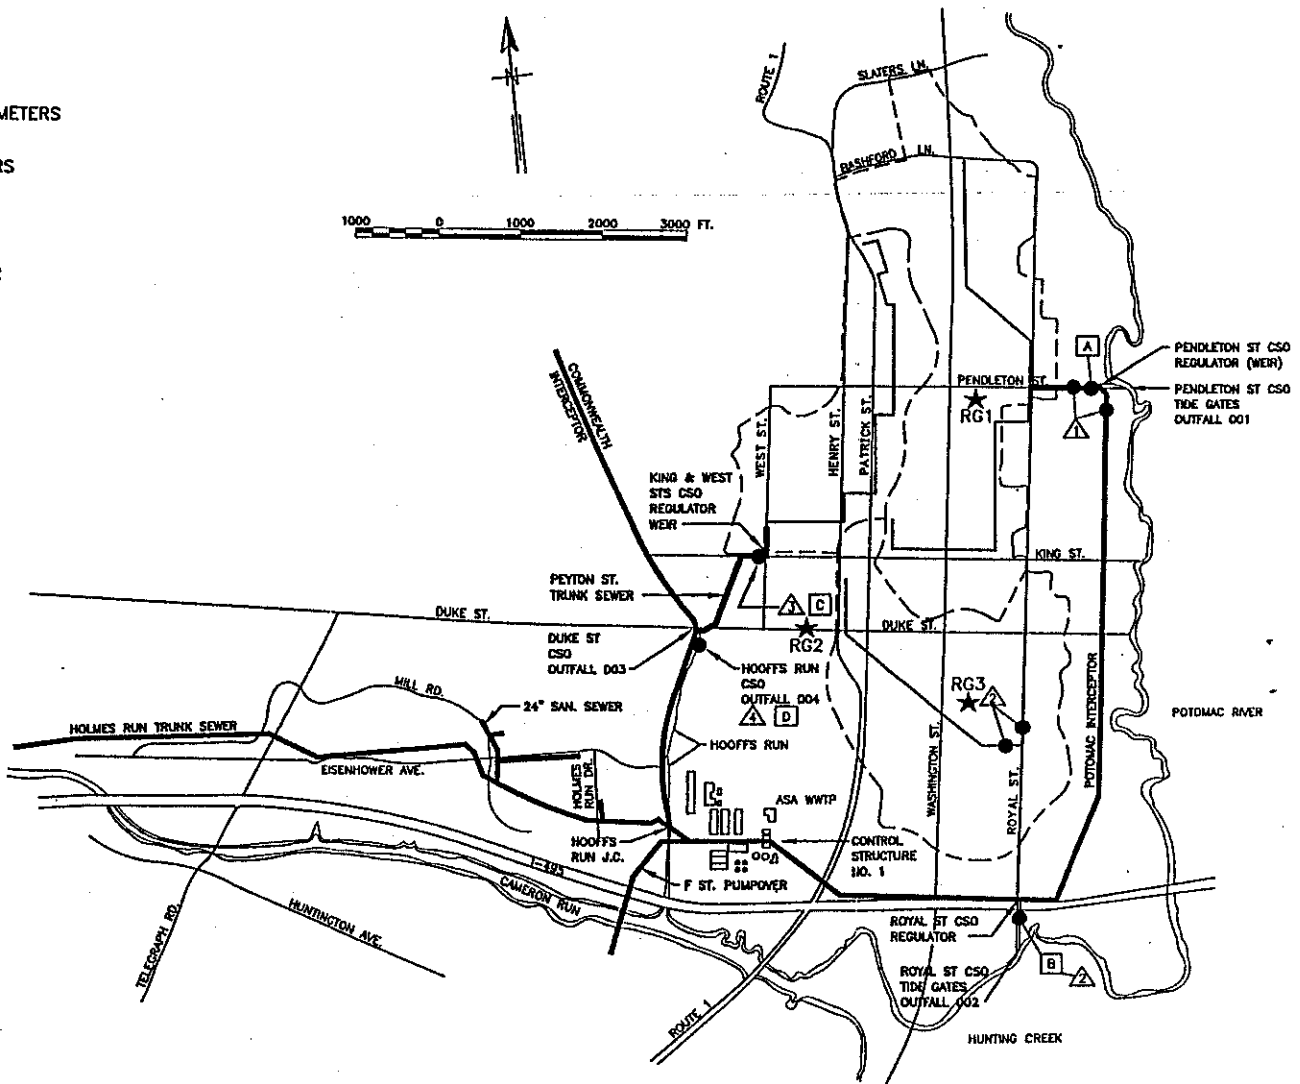 METERS
RS
N
1000 0 1000 2000 3000 FT.
ROUTE 1
SLATERS LN.
BASHFORD LN.
COMMONWEALTH
INTERCEPTOR
WEST ST.
HENRY ST.
PATRICK ST.
PENDLETON ST.
RG1
A
1
PENDLETON ST CSO
REGULATOR (WEIR)
PENDLETON ST CSO
TIDE GATES
OUTFALL 001
KING & WEST
STS CSO
REGULATOR
WEIR
KING ST.
PEYTON ST.
TRUNK SEWER
3
C
DUKE ST.
DUKE ST.
RG2
DUKE ST
CSO
OUTFALL 003
HOOFFS RUN
CSO
OUTFALL 004
4
D
HOOFFS RUN
RG3
2
POTOMAC INTERCEPTOR
POTOMAC RIVER
MILL RD.
24" SAN. SEWER
HOLMES RUN TRUNK SEWER
EISENHOWER AVE.
HOLMES
RUN DR.
WASHINGTON ST.
ROYAL ST.
ASA WWTP
HOOFFS
RUN J.C.
CONTROL
STRUCTURE
NO. 1
F ST. PUMPOVER
I-495
CAMERON RUN
HUNTINGTON AVE.
TELEGRAPH RD.
ROYAL ST CSO
REGULATOR
B
2
ROYAL ST CSO
TIDE GATES
OUTFALL 002
ROUTE 1
HUNTING CREEK